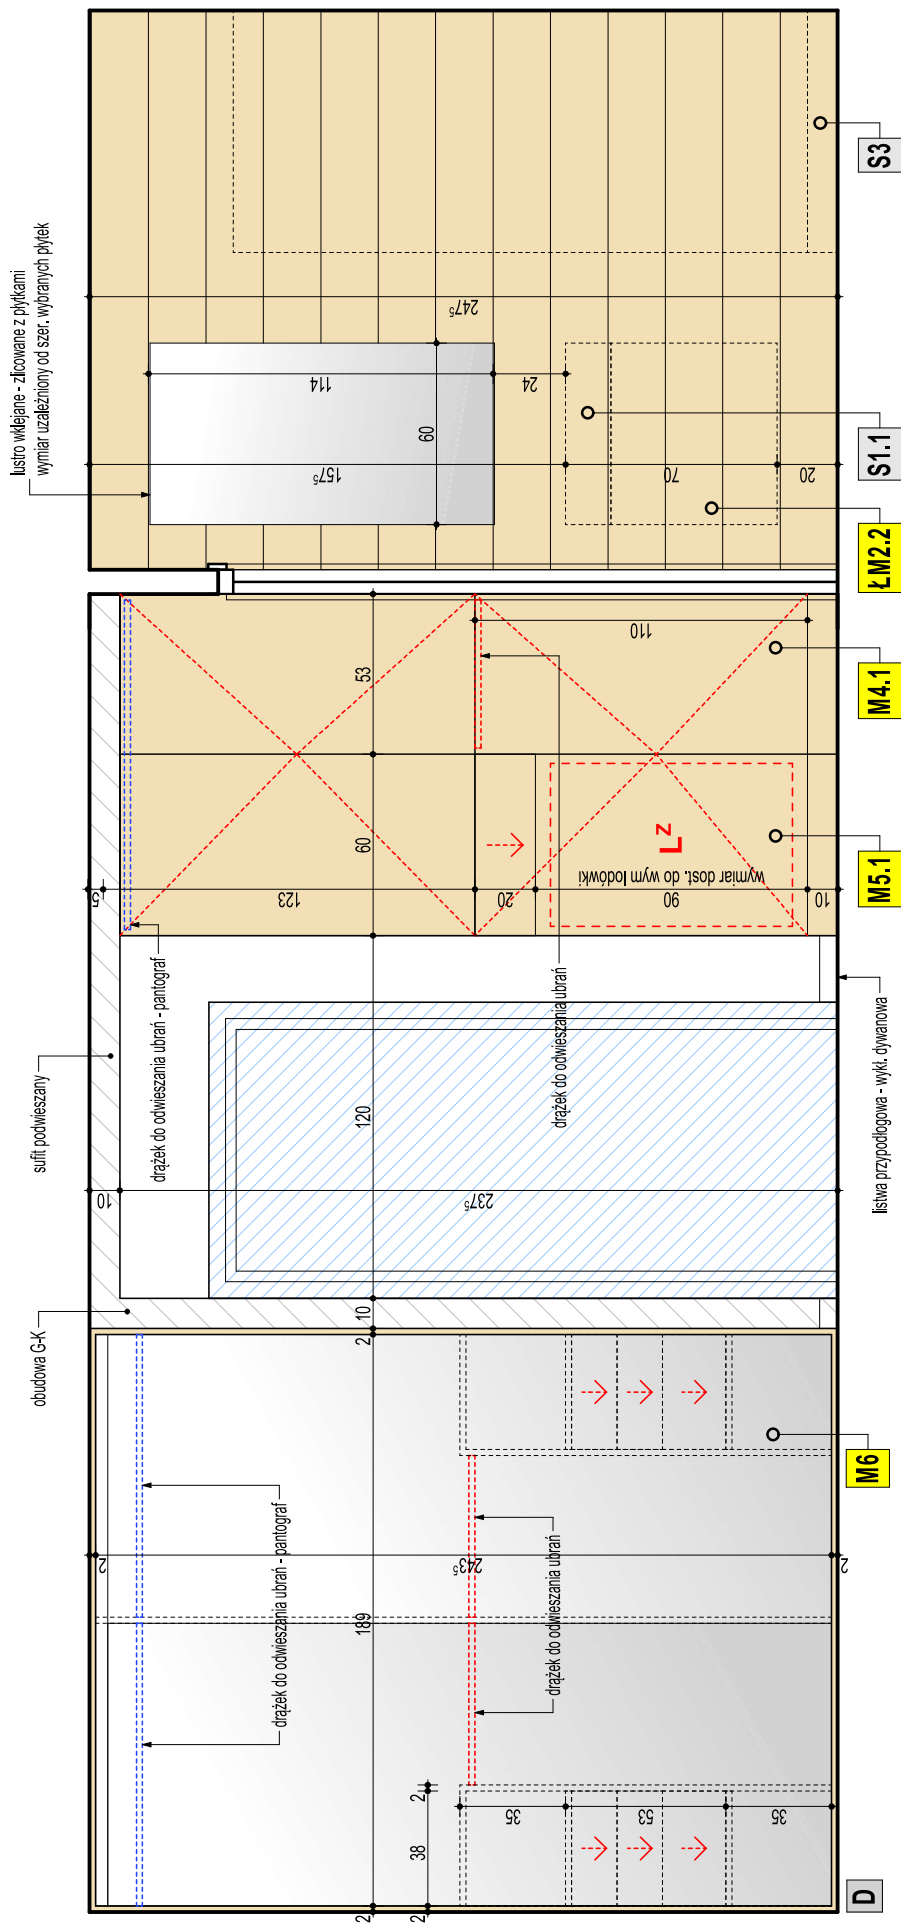 lustro wklejane - zlicowane z płytkami
wymiar uzależniony od szer. wybranych płytek
sufit podwieszany
obudowa G-K
drążek do odwieszania ubrań - pantograf
drążek do odwieszania ubrań - pantograf
drążek do odwieszania ubrań
drążek do odwieszania ubrań
wymiar dost. do wym lodówki
Lz
listwa przypodłogowa - wykł. dywanowa
2
2
243⁵
2
189
2
38
2
35
53
35
2
10
10
237⁵
120
5
123
20
90
10
60
53
110
247⁵
157⁵
114
60
24
70
20
D
M6
M5.1
M4.1
ŁM2.2
S1.1
S3